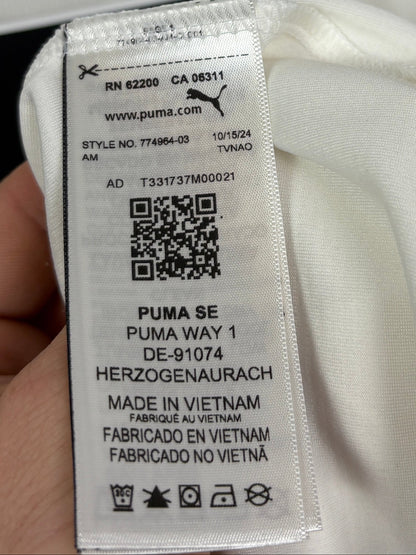 RN 62200 CA 06311
www.puma.com
STYLE NO. 774964-03 10/15/24
AM TVNAO
AD T331737M00021
PUMA SE
PUMA WAY 1
DE-91074
HERZOGENAURACH
MADE IN VIETNAM
FABRIQUÉ AU VIETNAM
FABRICADO EN VIETNAM
FABRICADO NO VIETNÃ